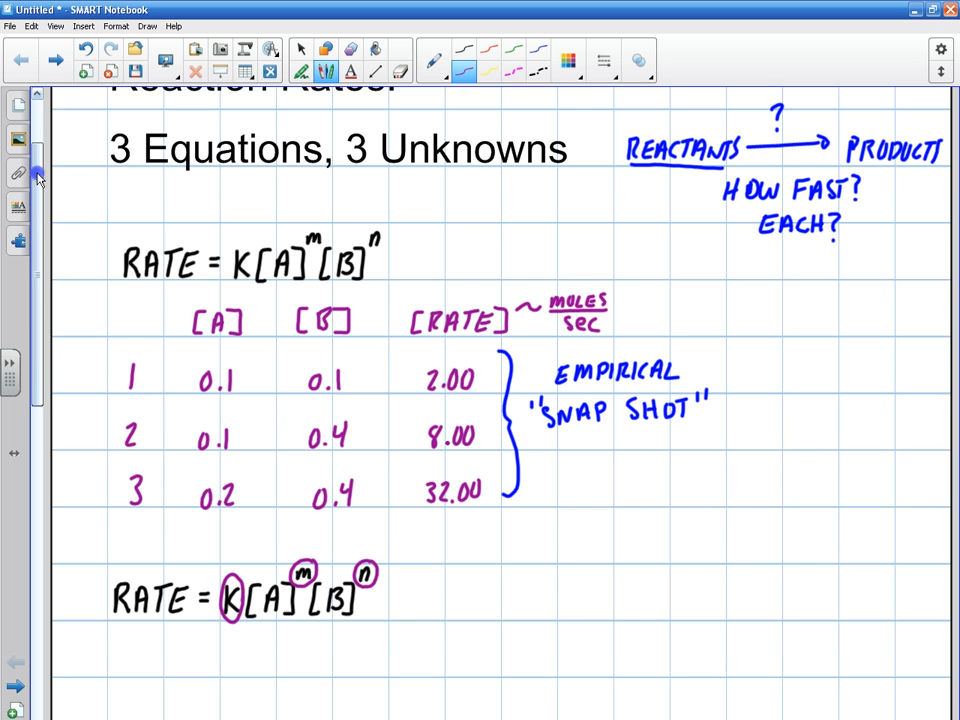 Untitled * - SMART Notebook
File Edit View Insert Format Draw Help
Reaction Rates:
3 Equations, 3 Unknowns
?
REACTANTS → PRODUCTS
HOW FAST?
EACH?
RATE = K[A]^m[B]^n
[A] [B] [RATE] ~ MOLES/SEC
1 0.1 0.1 2.00
2 0.1 0.4 8.00
3 0.2 0.4 32.00
EMPIRICAL
"SNAP SHOT"
RATE = K[A]^m[B]^n